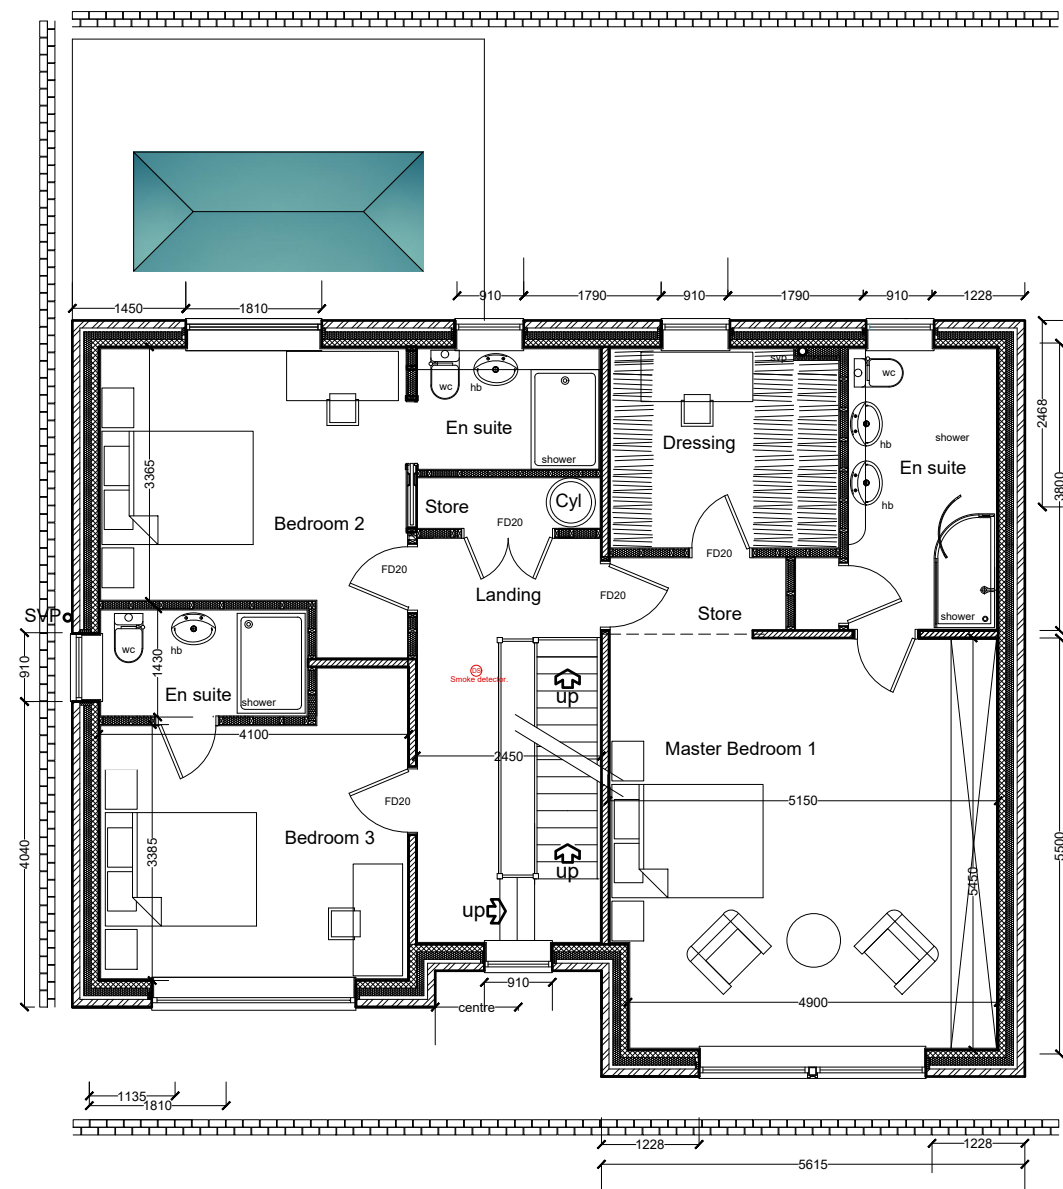 1450
1810
910
1790
910
1790
910
1228
2468
3800
svp
wc
hb
En suite
shower
Dressing
wc
hb
shower
En suite
hb
shower
3365
Bedroom 2
Store
Cyl
FD20
FD20
FD20
FD20
Landing
Store
SVP
910
wc
hb
1430
En suite
shower
4100
DS
Smoke detector.
up
2450
Master Bedroom 1
5150
FD20
Bedroom 3
3385
4040
up
up
5500
5450
910
centre
4900
1135
1810
1228
1228
5615